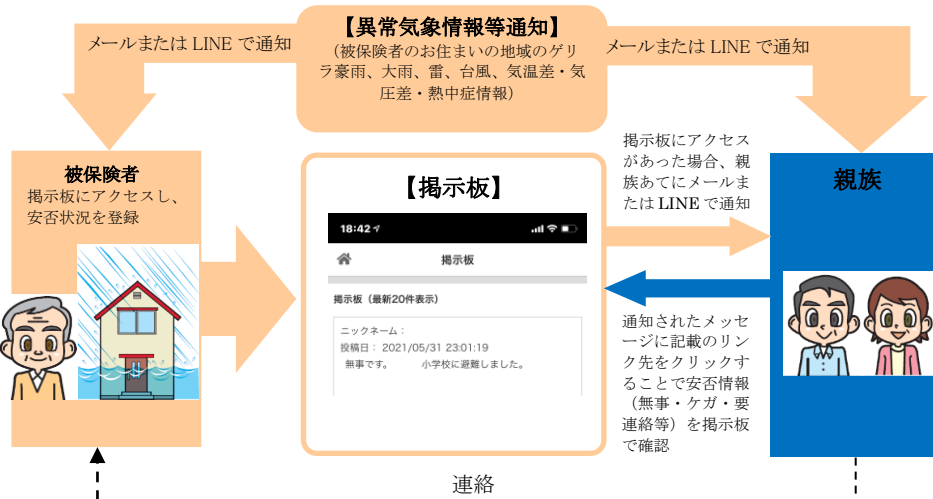 【異常気象情報等通知】
(被保険者のお住まいの地域のゲリ
ラ豪雨、大雨、雷、台風、気温差・気
圧差・熱中症情報)
メールまたは LINE で通知
メールまたは LINE で通知
被保険者
掲示板にアクセスし、
安否状況を登録
【掲示板】
18:42
掲示板
掲示板(最新20件表示)
ニックネーム:
投稿日: 2021/05/31 23:01:19
無事です。 小学校に避難しました。
掲示板にアクセス
があった場合、親
族あてにメールま
たは LINE で通知
親族
通知されたメッセ
ージに記載のリン
ク先をクリックす
ることで安否情報
(無事・ケガ・要
連絡等)を掲示板
で確認
連絡